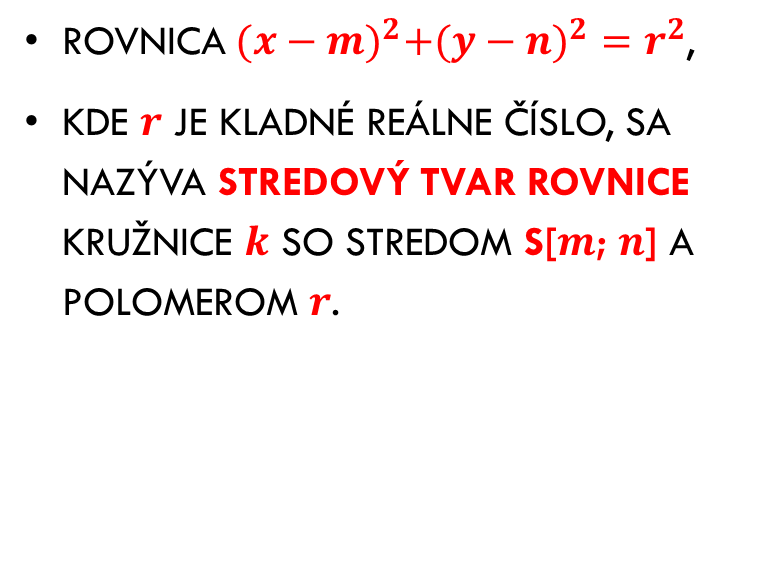 • ROVNICA (𝒙 − 𝒎)²+(𝒚 − 𝒏)² = 𝒓²,
• KDE 𝒓 JE KLADNÉ REÁLNE ČÍSLO, SA
NAZÝVA STREDOVÝ TVAR ROVNICE
KRUŽNICE 𝒌 SO STREDOM S[𝒎; 𝒏] A
POLOMEROM 𝒓.